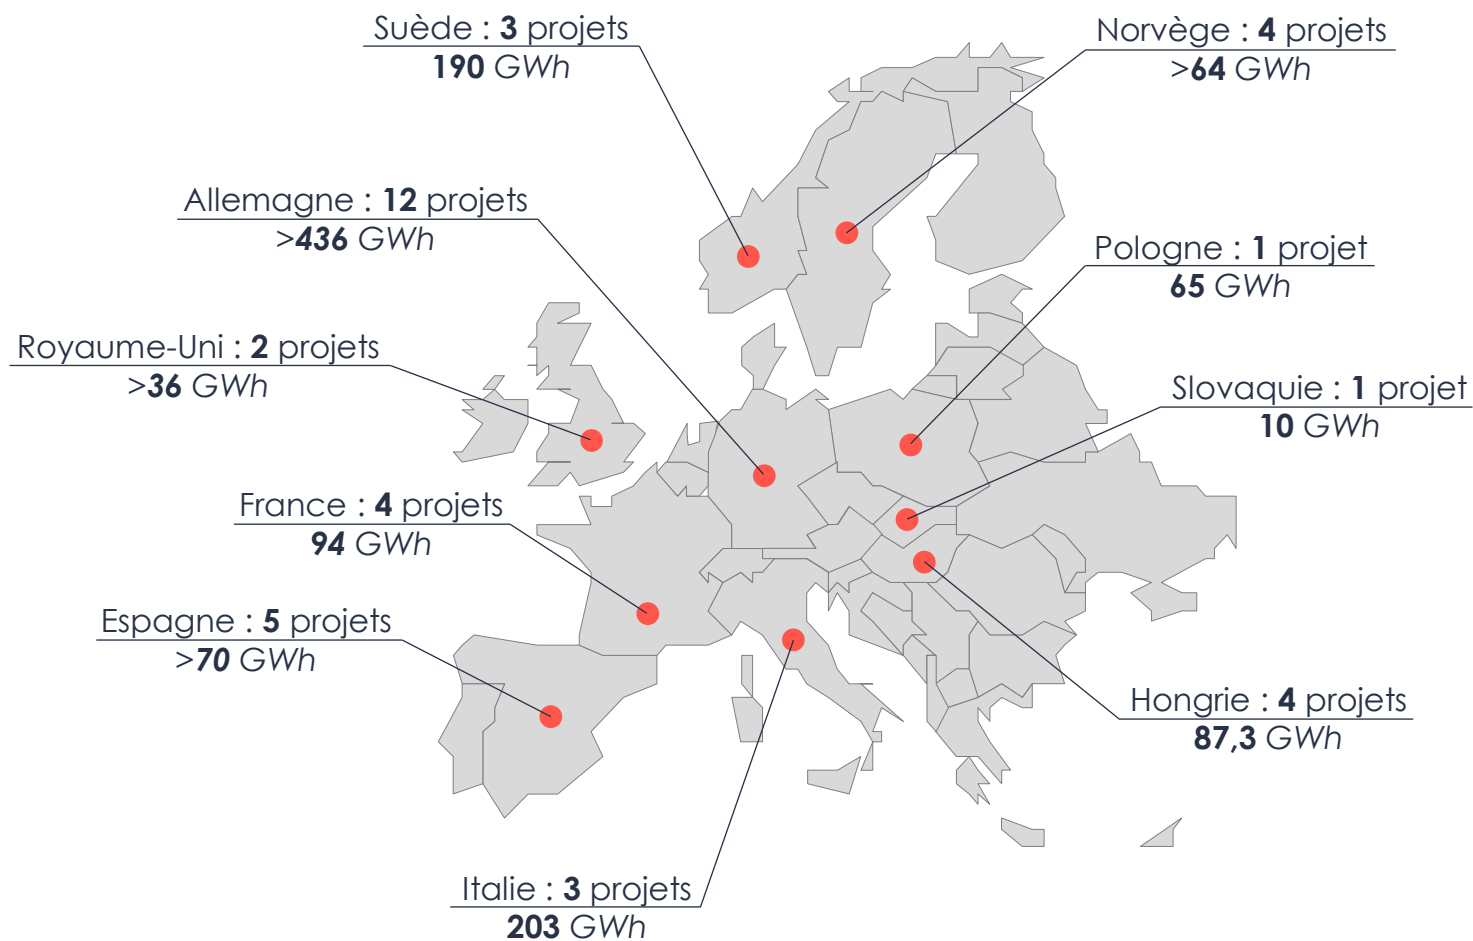 Suède : 3 projets
190 GWh
Norvège : 4 projets
>64 GWh
Allemagne : 12 projets
>436 GWh
Pologne : 1 projet
65 GWh
Royaume-Uni : 2 projets
>36 GWh
Slovaquie : 1 projet
10 GWh
France : 4 projets
94 GWh
Espagne : 5 projets
>70 GWh
Hongrie : 4 projets
87,3 GWh
Italie : 3 projets
203 GWh